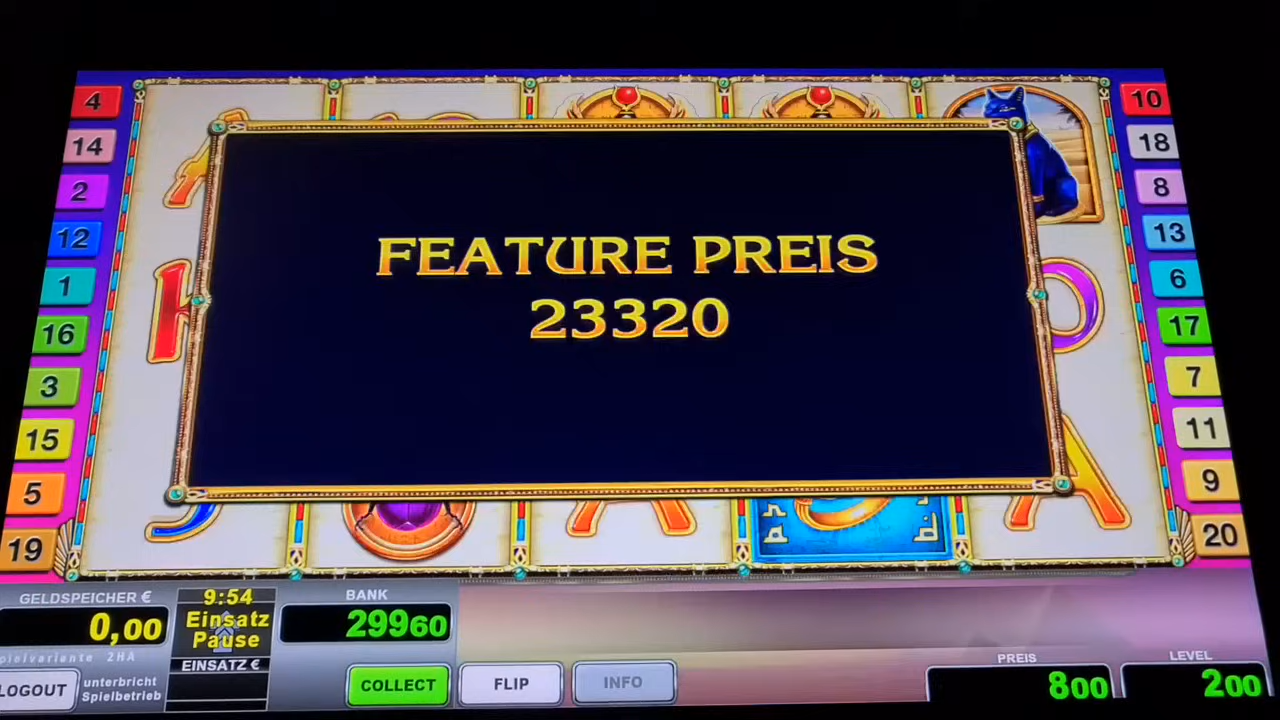 4
10
14
18
2
8
12
13
1
6
16
17
3
7
15
11
5
9
19
20
FEATURE PREIS
23320
GELDSPEICHER €
0,00
9:54
Einsatz
Pause
BANK
29960
2HA
EINSATZ €
LOGOUT
unterbricht
Spielbetrieb
COLLECT
FLIP
INFO
PREIS
800
LEVEL
200